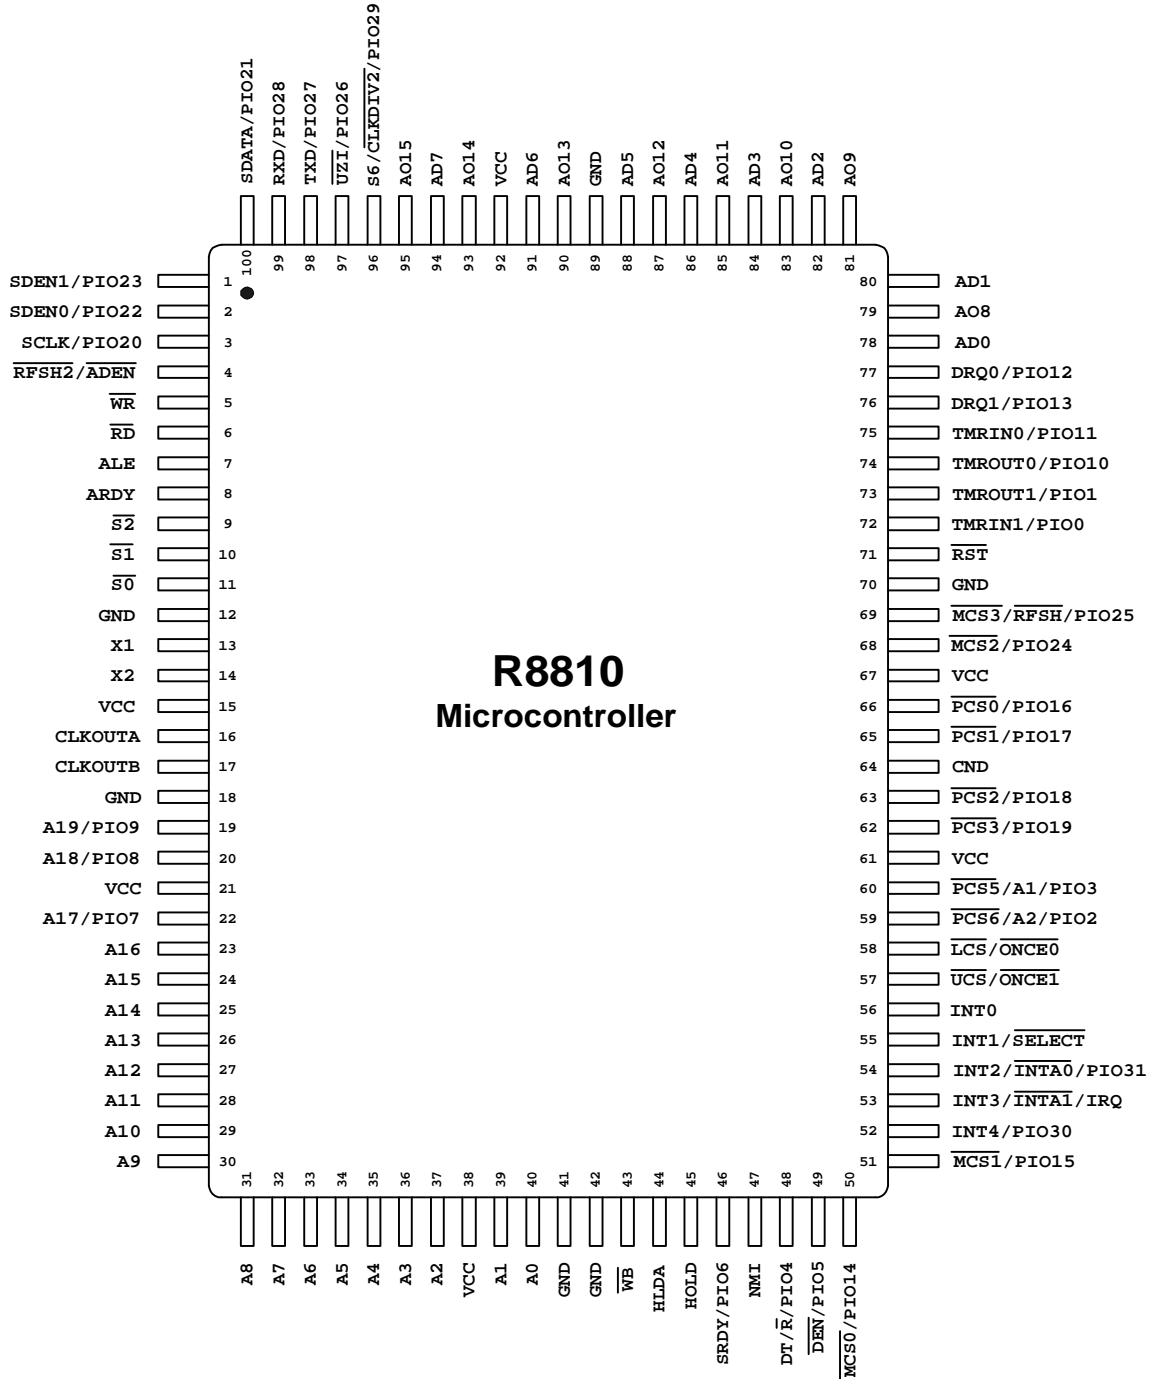 SDATA/PIO21
RXD/PIO28
TXD/PIO27
UZI/PIO26
S6/CLKDIV2/PIO29
AO15
AD7
AO14
VCC
AD6
AO13
GND
AD5
AO12
AD4
AO11
AD3
AO10
AD2
AO9
100 99 98 97 96 95 94 93 92 91 90 89 88 87 86 85 84 83 82 81
SDEN1/PIO23 1 80 AD1
SDEN0/PIO22 2 79 AO8
SCLK/PIO20 3 78 AD0
RFSH2/ADEN 4 77 DRQ0/PIO12
WR 5 76 DRQ1/PIO13
RD 6 75 TMRIN0/PIO11
ALE 7 74 TMROUT0/PIO10
ARDY 8 73 TMROUT1/PIO1
S2 9 72 TMRIN1/PIO0
S1 10 71 RST
S0 11 70 GND
GND 12 69 MCS3/RFSH/PIO25
X1 13 68 MCS2/PIO24
X2 14 67 VCC
VCC 15 66 PCS0/PIO16
CLKOUTA 16 65 PCS1/PIO17
CLKOUTB 17 64 CND
GND 18 63 PCS2/PIO18
A19/PIO9 19 62 PCS3/PIO19
A18/PIO8 20 61 VCC
VCC 21 60 PCS5/A1/PIO3
A17/PIO7 22 59 PCS6/A2/PIO2
A16 23 58 LCS/ONCE0
A15 24 57 UCS/ONCE1
A14 25 56 INT0
A13 26 55 INT1/SELECT
A12 27 54 INT2/INTA0/PIO31
A11 28 53 INT3/INTA1/IRQ
A10 29 52 INT4/PIO30
A9 30 51 MCS1/PIO15
R8810
Microcontroller
31 32 33 34 35 36 37 38 39 40 41 42 43 44 45 46 47 48 49 50
A8
A7
A6
A5
A4
A3
A2
VCC
A1
A0
GND
GND
WB
HLDA
HOLD
SRDY/PIO6
NMI
DT/R/PIO4
DEN/PIO5
MCS0/PIO14